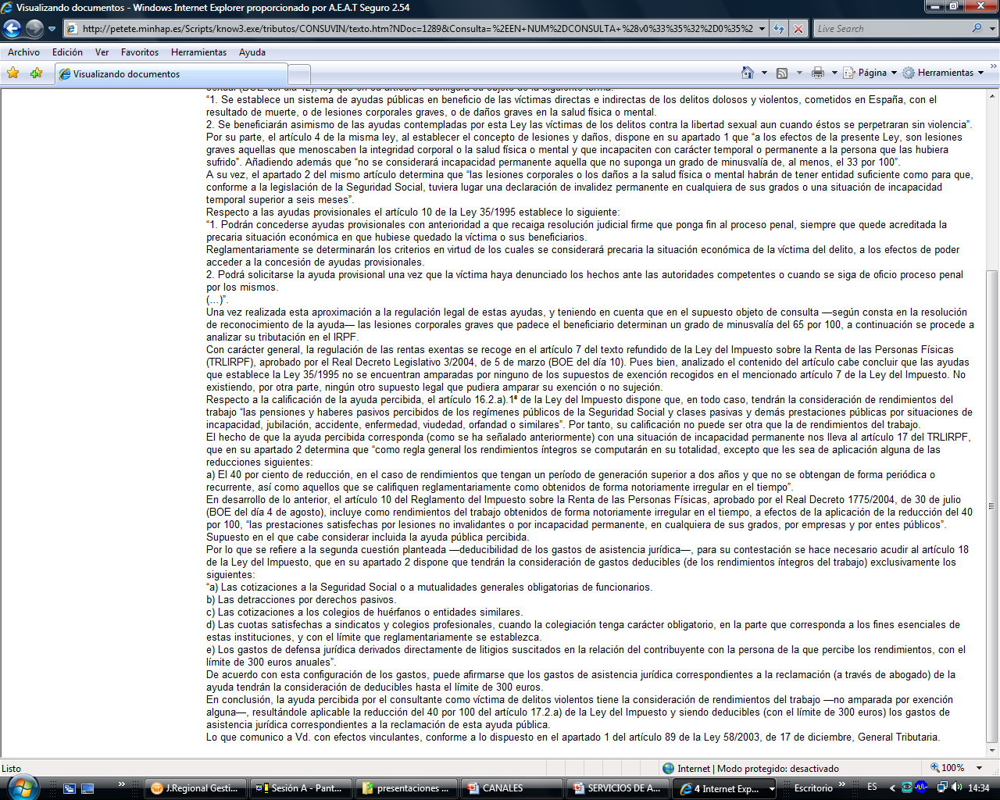 Visualizando documentos - Windows Internet Explorer proporcionado por A.E.A.T Seguro 2.54
http://petete.minhap.es/Scripts/know3.exe/tributos/CONSUVIN/texto.htm?NDoc=1289&Consulta=%2EEN+NUM%2DCONSULTA+%28v0%33%35%32%2D0%35%2
Live Search
Archivo Edición Ver Favoritos Herramientas Ayuda
Visualizando documentos
Página Herramientas »
“1. Se establece un sistema de ayudas públicas en beneficio de las víctimas directas e indirectas de los delitos dolosos y violentos, cometidos en España, con el
resultado de muerte, o de lesiones corporales graves, o de daños graves en la salud física o mental.
2. Se beneficiarán asimismo de las ayudas contempladas por esta Ley las víctimas de los delitos contra la libertad sexual aun cuando éstos se perpetraran sin violencia”.
Por su parte, el artículo 4 de la misma ley, al establecer el concepto de lesiones y daños, dispone en su apartado 1 que “a los efectos de la presente Ley, son lesiones
graves aquellas que menoscaben la integridad corporal o la salud física o mental y que incapaciten con carácter temporal o permanente a la persona que las hubiera
sufrido”. Añadiendo además que “no se considerará incapacidad permanente aquella que no suponga un grado de minusvalía de, al menos, el 33 por 100”.
A su vez, el apartado 2 del mismo artículo determina que “las lesiones corporales o los daños a la salud física o mental habrán de tener entidad suficiente como para que,
conforme a la legislación de la Seguridad Social, tuviera lugar una declaración de invalidez permanente en cualquiera de sus grados o una situación de incapacidad
temporal superior a seis meses”.
Respecto a las ayudas provisionales el artículo 10 de la Ley 35/1995 establece lo siguiente:
“1. Podrán concederse ayudas provisionales con anterioridad a que recaiga resolución judicial firme que ponga fin al proceso penal, siempre que quede acreditada la
precaria situación económica en que hubiese quedado la víctima o sus beneficiarios.
Reglamentariamente se determinarán los criterios en virtud de los cuales se considerará precaria la situación económica de la víctima del delito, a los efectos de poder
acceder a la concesión de ayudas provisionales.
2. Podrá solicitarse la ayuda provisional una vez que la víctima haya denunciado los hechos ante las autoridades competentes o cuando se siga de oficio proceso penal
por los mismos.
(…)”.
Una vez realizada esta aproximación a la regulación legal de estas ayudas, y teniendo en cuenta que en el supuesto objeto de consulta —según consta en la resolución
de reconocimiento de la ayuda— las lesiones corporales graves que padece el beneficiario determinan un grado de minusvalía del 65 por 100, a continuación se procede a
analizar su tributación en el IRPF.
Con carácter general, la regulación de las rentas exentas se recoge en el artículo 7 del texto refundido de la Ley del Impuesto sobre la Renta de las Personas Físicas
(TRLIRPF), aprobado por el Real Decreto Legislativo 3/2004, de 5 de marzo (BOE del día 10). Pues bien, analizado el contenido del artículo cabe concluir que las ayudas
que establece la Ley 35/1995 no se encuentran amparadas por ninguno de los supuestos de exención recogidos en el mencionado artículo 7 de la Ley del Impuesto. No
existiendo, por otra parte, ningún otro supuesto legal que pudiera amparar su exención o no sujeción.
Respecto a la calificación de la ayuda percibida, el artículo 16.2.a).1ª de la Ley del Impuesto dispone que, en todo caso, tendrán la consideración de rendimientos del
trabajo “las pensiones y haberes pasivos percibidos de los regímenes públicos de la Seguridad Social y clases pasivas y demás prestaciones públicas por situaciones de
incapacidad, jubilación, accidente, enfermedad, viudedad, orfandad o similares”. Por tanto, su calificación no puede ser otra que la de rendimientos del trabajo.
El hecho de que la ayuda percibida corresponda (como se ha señalado anteriormente) con una situación de incapacidad permanente nos lleva al artículo 17 del TRLIRPF,
que en su apartado 2 determina que “como regla general los rendimientos íntegros se computarán en su totalidad, excepto que les sea de aplicación alguna de las
reducciones siguientes:
a) El 40 por ciento de reducción, en el caso de rendimientos que tengan un período de generación superior a dos años y que no se obtengan de forma periódica o
recurrente, así como aquellos que se califiquen reglamentariamente como obtenidos de forma notoriamente irregular en el tiempo”.
En desarrollo de lo anterior, el artículo 10 del Reglamento del Impuesto sobre la Renta de las Personas Físicas, aprobado por el Real Decreto 1775/2004, de 30 de julio
(BOE del día 4 de agosto), incluye como rendimientos del trabajo obtenidos de forma notoriamente irregular en el tiempo, a efectos de la aplicación de la reducción del 40
por 100, “las prestaciones satisfechas por lesiones no invalidantes o por incapacidad permanente, en cualquiera de sus grados, por empresas y por entes públicos”.
Supuesto en el que cabe considerar incluida la ayuda pública percibida.
Por lo que se refiere a la segunda cuestión planteada —deducibilidad de los gastos de asistencia jurídica—, para su contestación se hace necesario acudir al artículo 18
de la Ley del Impuesto, que en su apartado 2 dispone que tendrán la consideración de gastos deducibles (de los rendimientos íntegros del trabajo) exclusivamente los
siguientes:
“a) Las cotizaciones a la Seguridad Social o a mutualidades generales obligatorias de funcionarios.
b) Las detracciones por derechos pasivos.
c) Las cotizaciones a los colegios de huérfanos o entidades similares.
d) Las cuotas satisfechas a sindicatos y colegios profesionales, cuando la colegiación tenga carácter obligatorio, en la parte que corresponda a los fines esenciales de
estas instituciones, y con el límite que reglamentariamente se establezca.
e) Los gastos de defensa jurídica derivados directamente de litigios suscitados en la relación del contribuyente con la persona de la que percibe los rendimientos, con el
límite de 300 euros anuales”.
De acuerdo con esta configuración de los gastos, puede afirmarse que los gastos de asistencia jurídica correspondientes a la reclamación (a través de abogado) de la
ayuda tendrán la consideración de deducibles hasta el límite de 300 euros.
En conclusión, la ayuda percibida por el consultante como víctima de delitos violentos tiene la consideración de rendimientos del trabajo —no amparada por exención
alguna—, resultándole aplicable la reducción del 40 por 100 del artículo 17.2.a) de la Ley del Impuesto y siendo deducibles (con el límite de 300 euros) los gastos de
asistencia jurídica correspondientes a la reclamación de esta ayuda pública.
Lo que comunico a Vd. con efectos vinculantes, conforme a lo dispuesto en el apartado 1 del artículo 89 de la Ley 58/2003, de 17 de diciembre, General Tributaria.
Listo Internet | Modo protegido: desactivado 100%
» J.Regional Gesti... Sesión A - Pant... presentaciones ... CANALES SERVICIOS DE A... 4 Internet Exp... Escritorio » ES 14:34